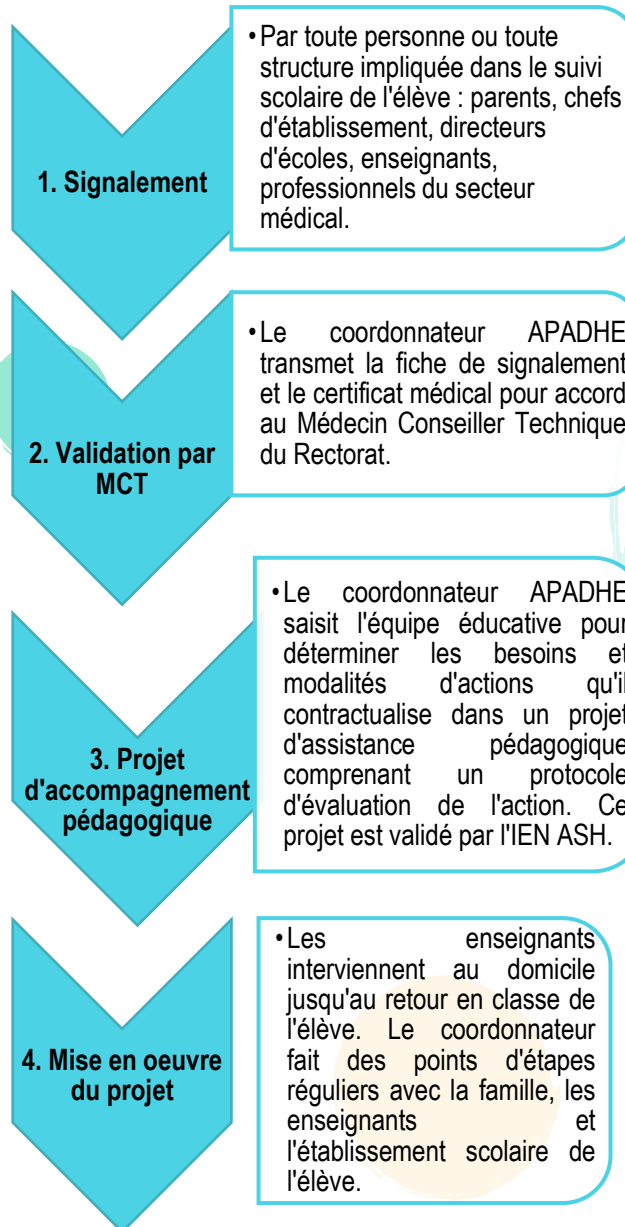 1. Signalement
•Par toute personne ou toute
structure impliquée dans le suivi
scolaire de l'élève : parents, chefs
d'établissement, directeurs
d'écoles, enseignants,
professionnels du secteur
médical.
2. Validation par
MCT
•Le coordonnateur APADHE
transmet la fiche de signalement
et le certificat médical pour accord
au Médecin Conseiller Technique
du Rectorat.
3. Projet
d'accompagnement
pédagogique
•Le coordonnateur APADHE
saisit l'équipe éducative pour
déterminer les besoins et
modalités d'actions qu'il
contractualise dans un projet
d'assistance pédagogique
comprenant un protocole
d'évaluation de l'action. Ce
projet est validé par l'IEN ASH.
4. Mise en oeuvre
du projet
•Les enseignants
interviennent au domicile
jusqu'au retour en classe de
l'élève. Le coordonnateur
fait des points d'étapes
réguliers avec la famille, les
enseignants et
l'établissement scolaire de
l'élève.